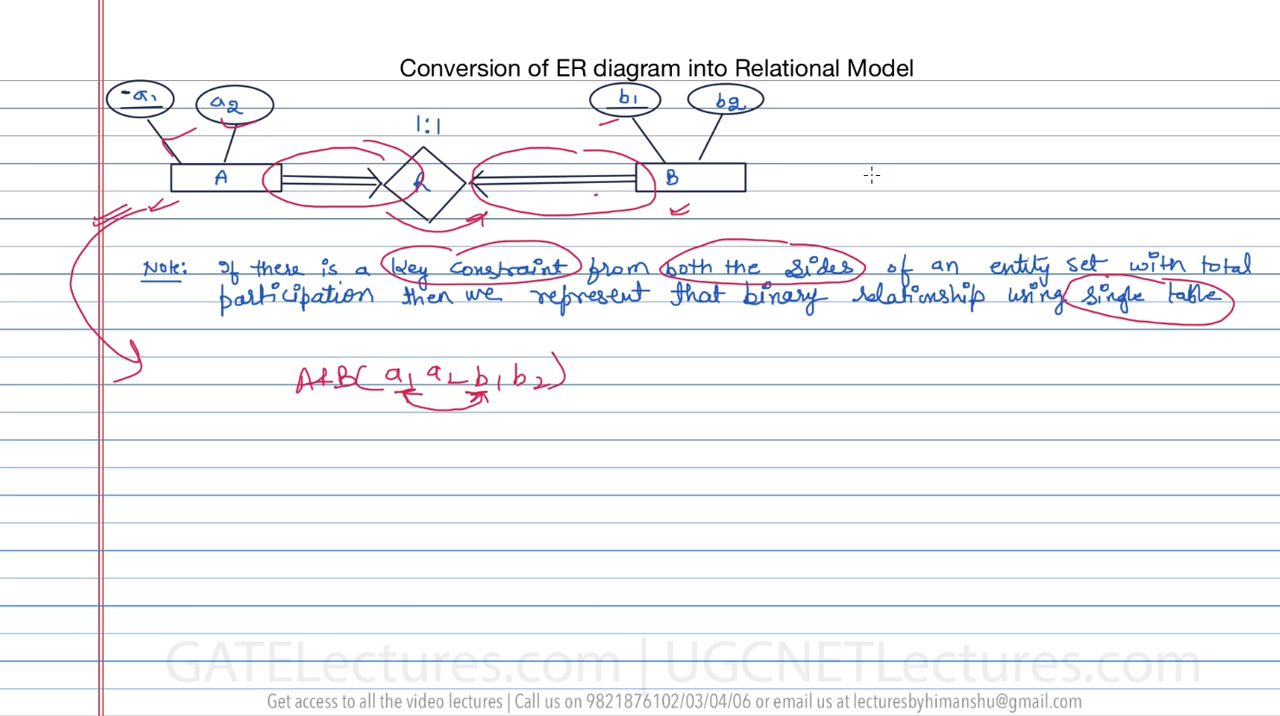 Conversion of ER diagram into Relational Model
a1 a2 b1 b2
1:1
A R B
Note: If there is a key constraint from both the sides of an entity set with total
participation then we represent that binary relationship using single table
A&B( a1 a2 b1 b2 )
GATELectures.com | UGCNETLectures.com
Get access to all the video lectures | Call us on 9821876102/03/04/06 or email us at lecturesbyhimanshu@gmail.com